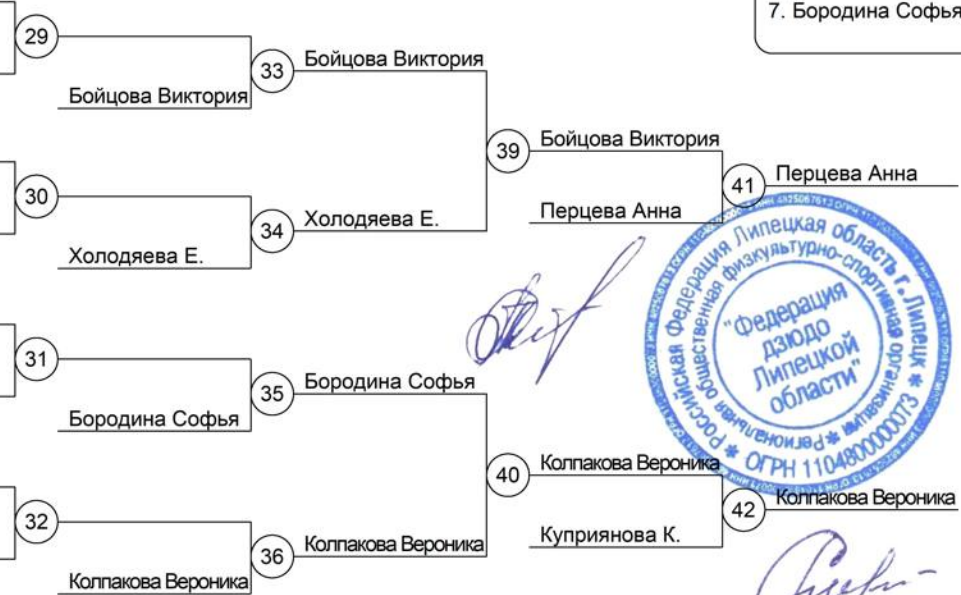 7. Бородина Софья
29
33
Бойцова Виктория
Бойцова Виктория
39
Бойцова Виктория
41
Перцева Анна
30
Перцева Анна
34
Холодяева Е.
Холодяева Е.
Российская Федерация Липецкая область г. Липецк
Региональная общественная физкультурно-спортивная организация
"Федерация
дзюдо
Липецкой
области"
ОГРН 1104800000073
31
35
Бородина Софья
Бородина Софья
40
Колпакова Вероника
42
Колпакова Вероника
32
Куприянова К.
36
Колпакова Вероника
Колпакова Вероника